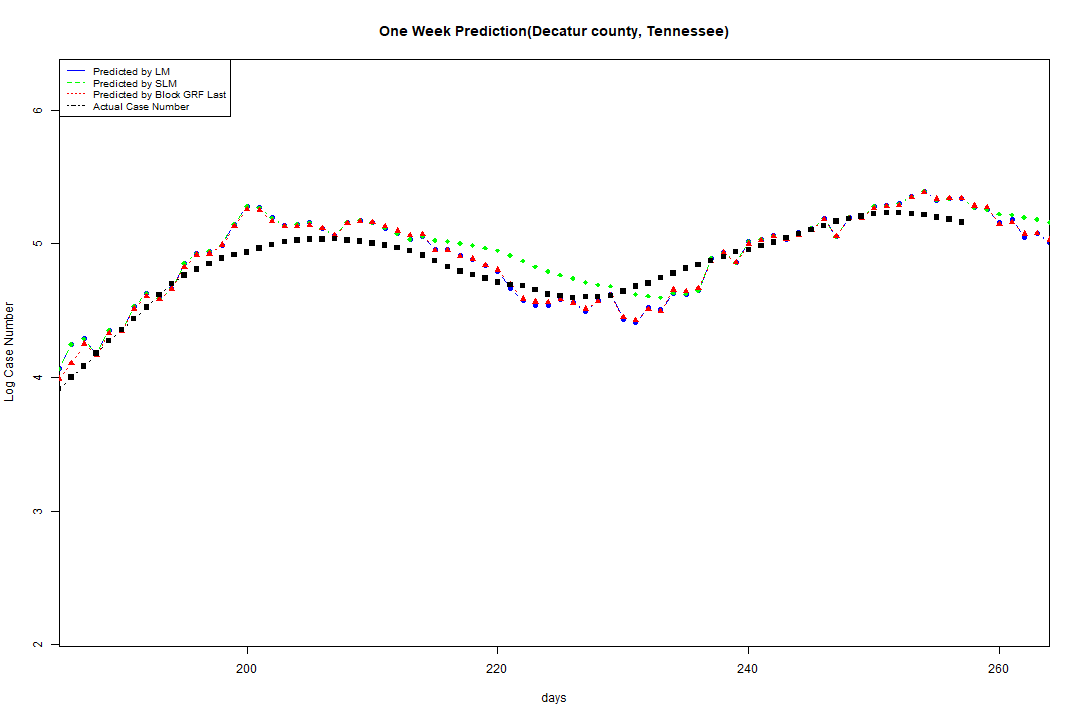 One Week Prediction(Decatur county, Tennessee)
Predicted by LM
Predicted by SLM
Predicted by Block GRF Last
Actual Case Number
6
5
4
3
2
Log Case Number
200 220 240 260
days